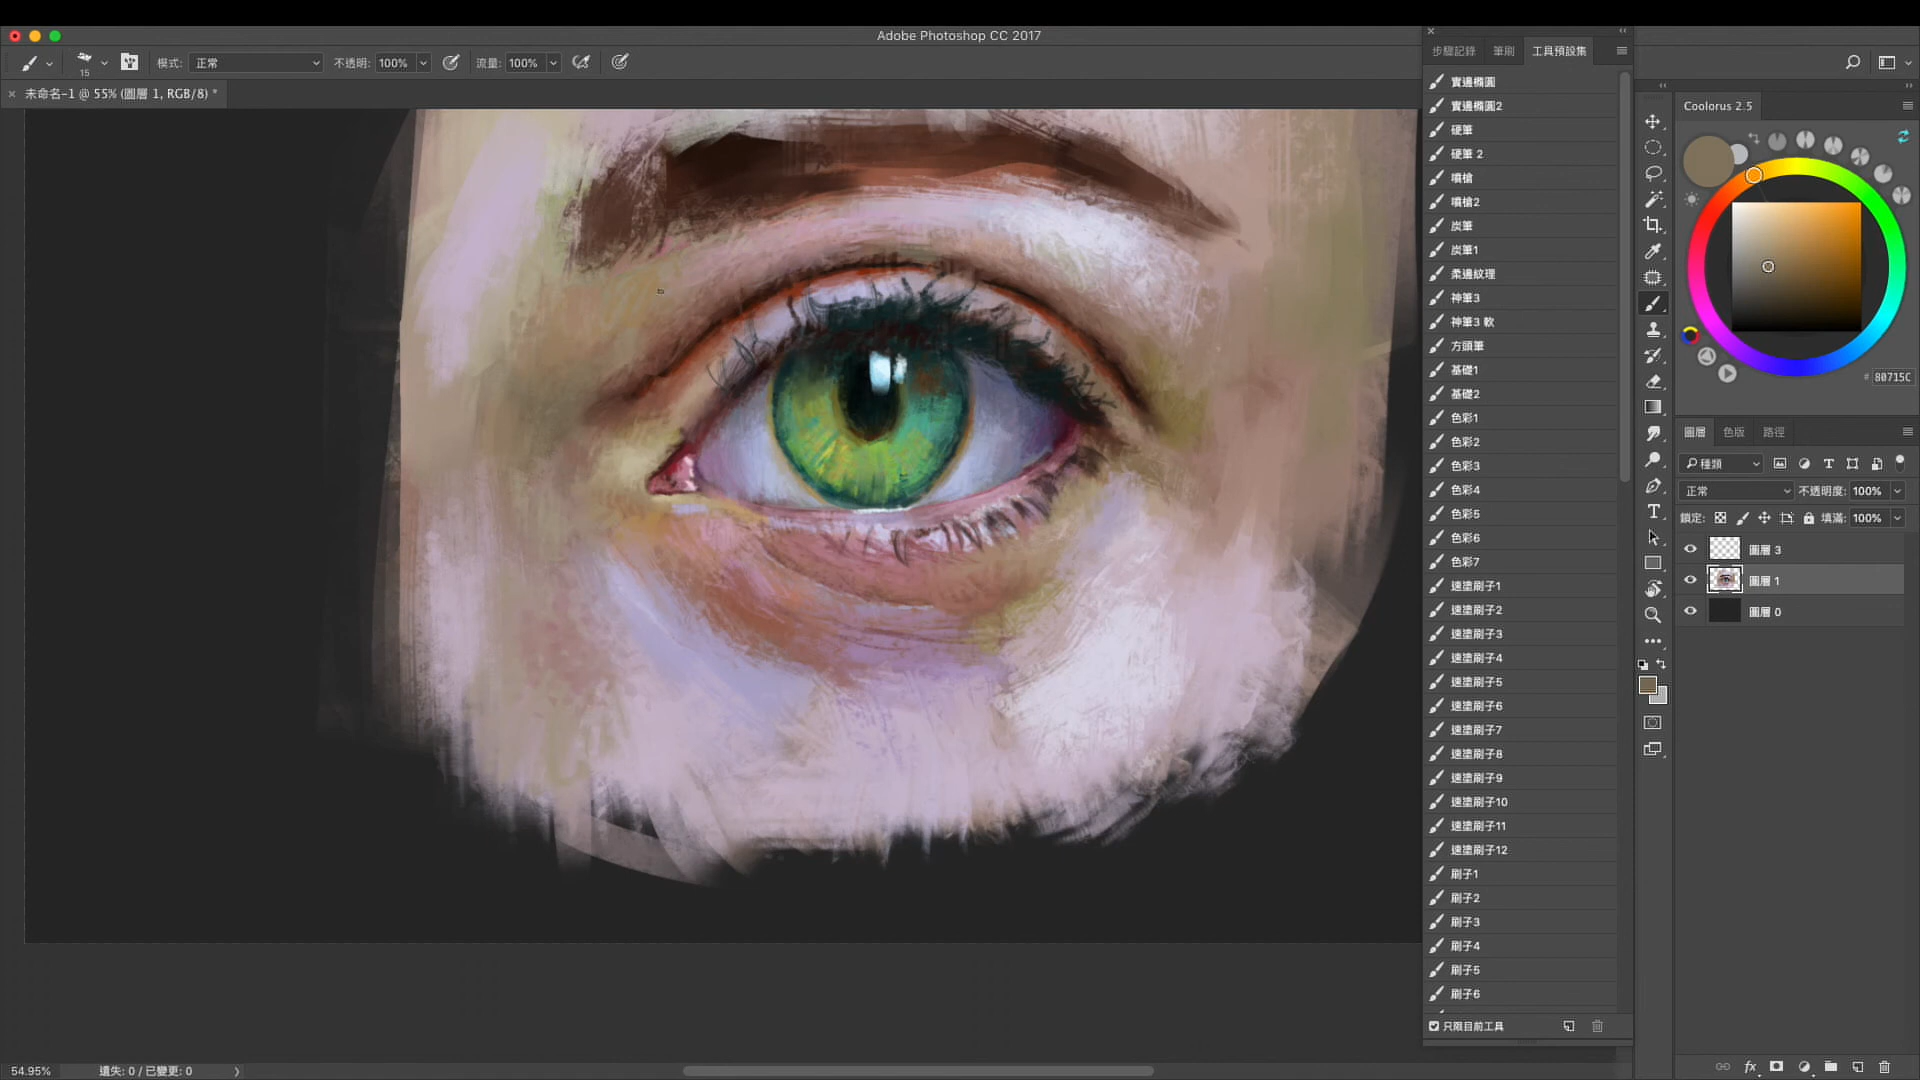 Adobe Photoshop CC 2017
15
模式: 正常
不透明: 100%
流量: 100%
未命名-1 @ 55% (圖層 1, RGB/8) *
步驟記錄
筆刷
工具預設集
實邊橢圓
實邊橢圓2
硬筆
硬筆 2
噴槍
噴槍2
炭筆
炭筆1
柔邊紋理
神筆3
神筆3 軟
方頭筆
基礎1
基礎2
色彩1
色彩2
色彩3
色彩4
色彩5
色彩6
色彩7
速塗刷子1
速塗刷子2
速塗刷子3
速塗刷子4
速塗刷子5
速塗刷子6
速塗刷子7
速塗刷子8
速塗刷子9
速塗刷子10
速塗刷子11
速塗刷子12
刷子1
刷子2
刷子3
刷子4
刷子5
刷子6
只限目前工具
Coolorus 2.5
# 80715C
圖層
色版
路徑
種類
正常
不透明度: 100%
鎖定:
填滿: 100%
圖層 3
圖層 1
圖層 0
fx
54.95%
遺失: 0 / 已變更: 0